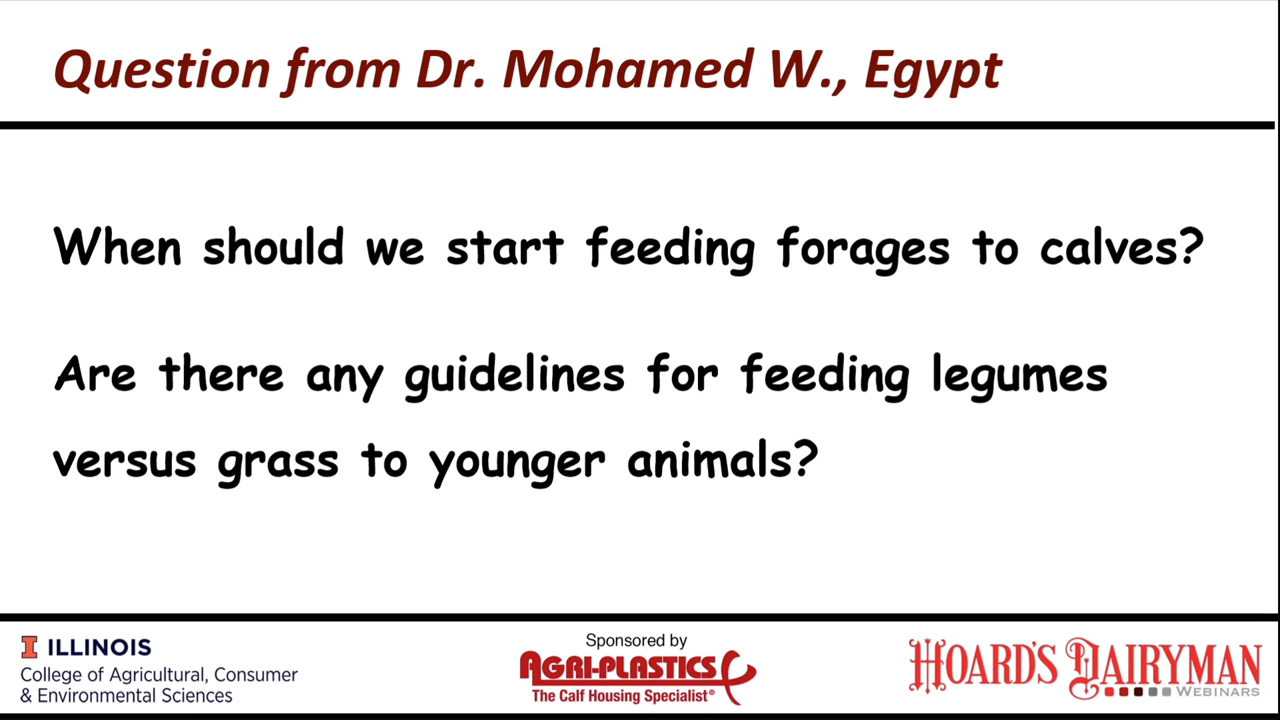 Question from Dr. Mohamed W., Egypt
When should we start feeding forages to calves?
Are there any guidelines for feeding legumes
versus grass to younger animals?
I ILLINOIS
College of Agricultural, Consumer
& Environmental Sciences
Sponsored by
AGRI-PLASTICS
The Calf Housing Specialist®
HOARD'S DAIRYMAN
WEBINARS